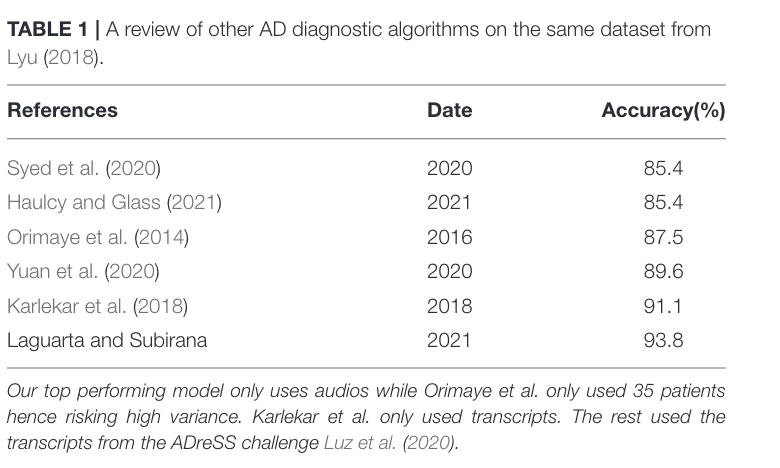 TABLE 1 | A review of other AD diagnostic algorithms on the same dataset from
Lyu (2018).
References Date Accuracy(%)
Syed et al. (2020) 2020 85.4
Haulcy and Glass (2021) 2021 85.4
Orimaye et al. (2014) 2016 87.5
Yuan et al. (2020) 2020 89.6
Karlekar et al. (2018) 2018 91.1
Laguarta and Subirana 2021 93.8
Our top performing model only uses audios while Orimaye et al. only used 35 patients
hence risking high variance. Karlekar et al. only used transcripts. The rest used the
transcripts from the ADreSS challenge Luz et al. (2020).